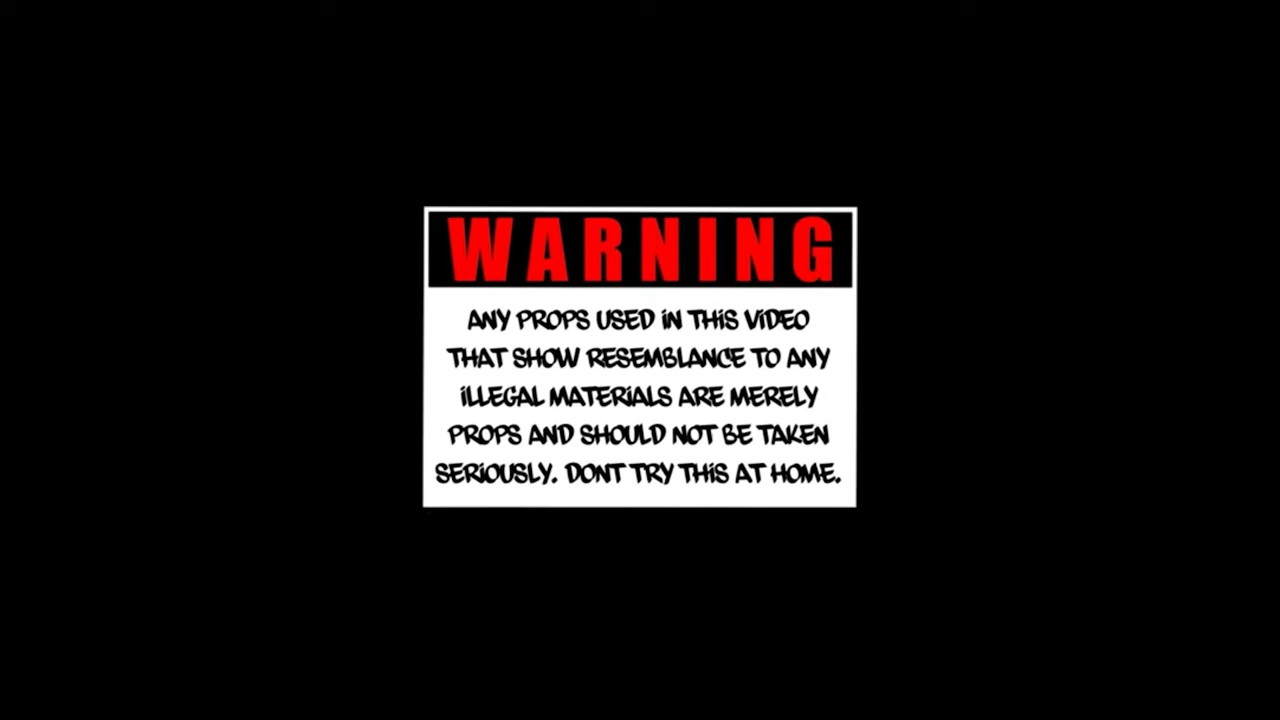 WARNING
ANY PROPS USED IN THIS VIDEO
THAT SHOW RESEMBLANCE TO ANY
ILLEGAL MATERIALS ARE MERELY
PROPS AND SHOULD NOT BE TAKEN
SERIOUSLY. DONT TRY THIS AT HOME.